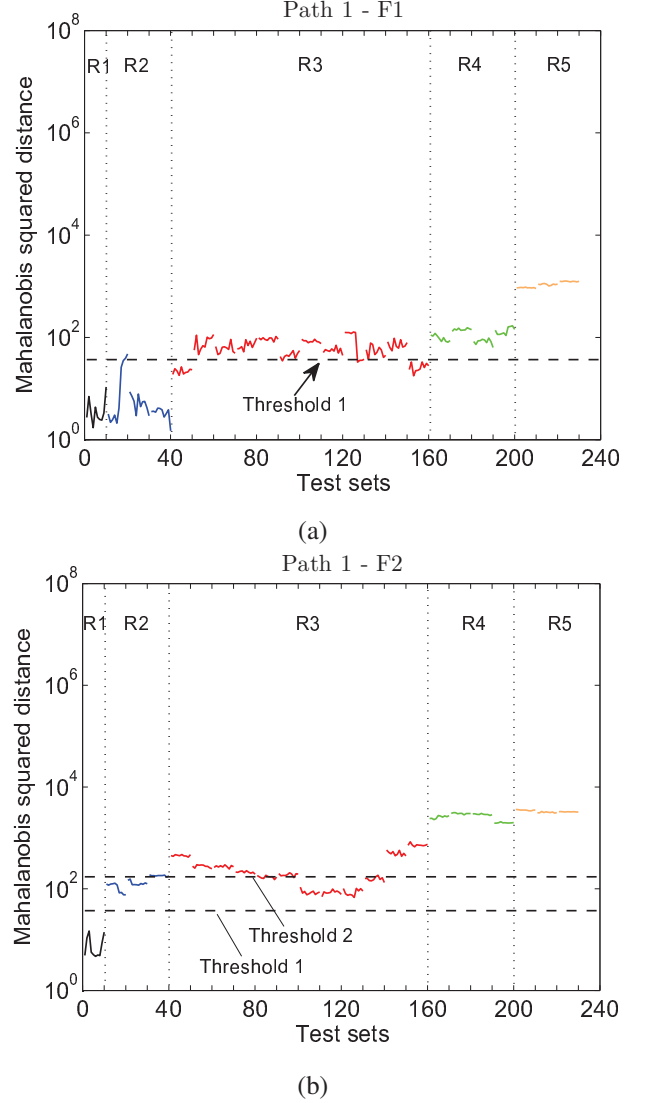 Path 1 - F1
10^8
R1 R2 R3 R4 R5
10^6
10^4
10^2
Threshold 1
10^0
0 40 80 120 160 200 240
Mahalanobis squared distance
Test sets
(a)
Path 1 - F2
10^8
R1 R2 R3 R4 R5
10^6
10^4
10^2
Threshold 2
Threshold 1
10^0
0 40 80 120 160 200 240
Mahalanobis squared distance
Test sets
(b)